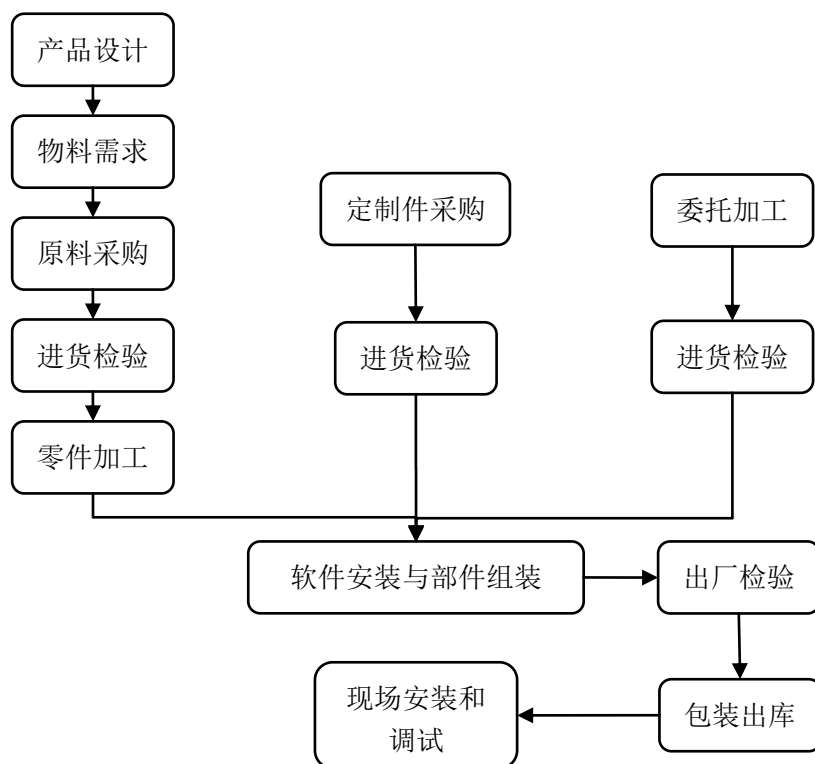 产品设计
物料需求
定制件采购
委托加工
原料采购
进货检验
进货检验
进货检验
零件加工
软件安装与部件组装
出厂检验
现场安装和
调试
包装出库